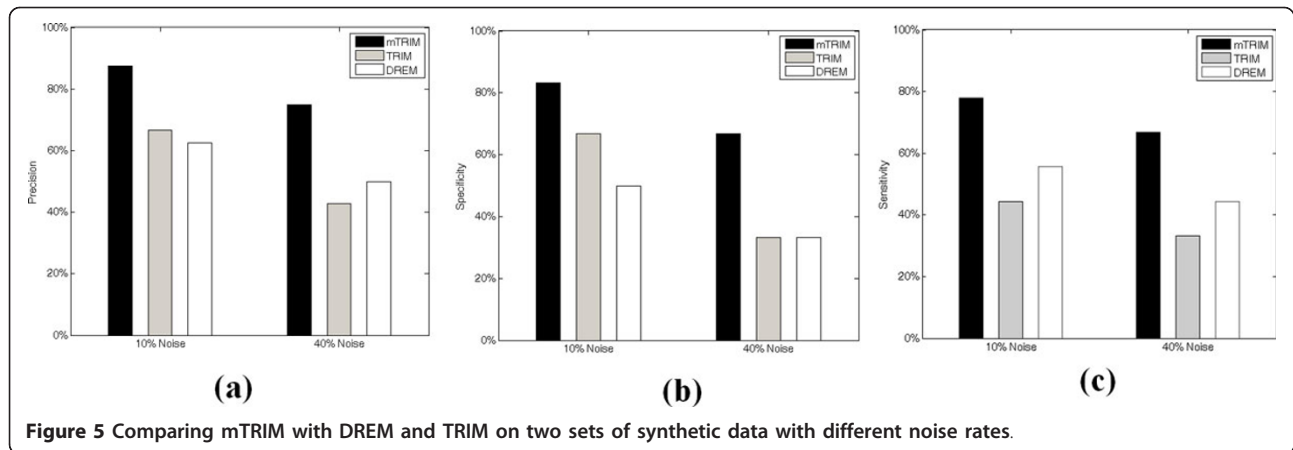 80%
60%
40%
20%
0%
Precision
mTRIM
TRIM
DREM
10% Noise
40% Noise
(a)
100%
80%
60%
40%
20%
0%
Specificity
mTRIM
TRIM
DREM
10% Noise
40% Noise
(b)
100%
80%
60%
40%
20%
0%
Sensitivity
mTRIM
TRIM
DREM
10% Noise
40% Noise
(c)
Figure 5 Comparing mTRIM with DREM and TRIM on two sets of synthetic data with different noise rates.